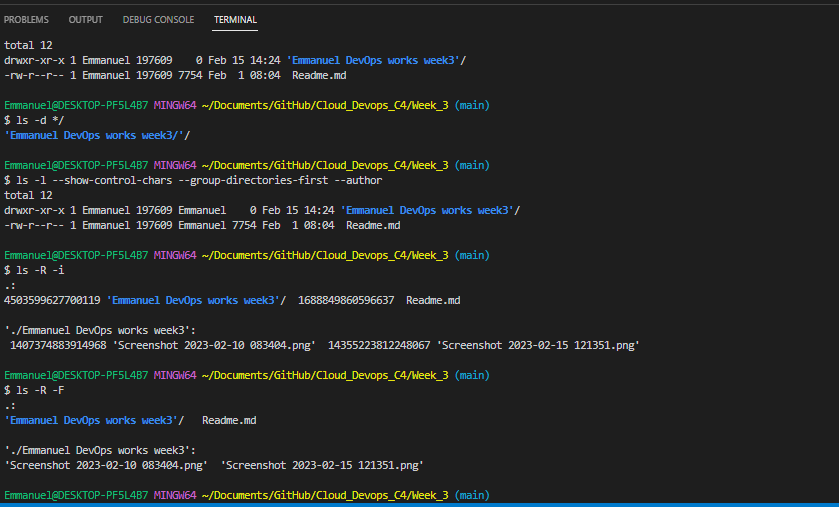 PROBLEMS OUTPUT DEBUG CONSOLE TERMINAL
total 12
drwxr-xr-x 1 Emmanuel 197609    0 Feb 15 14:24 'Emmanuel DevOps works week3'/
-rw-r--r-- 1 Emmanuel 197609 7754 Feb  1 08:04  Readme.md
Emmanuel@DESKTOP-PF5L4B7 MINGW64 ~/Documents/GitHub/Cloud_Devops_C4/Week_3 (main)
$ ls -d */
'Emmanuel DevOps works week3/'/
Emmanuel@DESKTOP-PF5L4B7 MINGW64 ~/Documents/GitHub/Cloud_Devops_C4/Week_3 (main)
$ ls -l --show-control-chars --group-directories-first --author
total 12
drwxr-xr-x 1 Emmanuel 197609 Emmanuel    0 Feb 15 14:24 'Emmanuel DevOps works week3'/
-rw-r--r-- 1 Emmanuel 197609 Emmanuel 7754 Feb  1 08:04  Readme.md
Emmanuel@DESKTOP-PF5L4B7 MINGW64 ~/Documents/GitHub/Cloud_Devops_C4/Week_3 (main)
$ ls -R -i
.:
4503599627700119 'Emmanuel DevOps works week3'/  1688849860596637  Readme.md
'./Emmanuel DevOps works week3':
 1407374883914968 'Screenshot 2023-02-10 083404.png'  14355223812248067 'Screenshot 2023-02-15 121351.png'
Emmanuel@DESKTOP-PF5L4B7 MINGW64 ~/Documents/GitHub/Cloud_Devops_C4/Week_3 (main)
$ ls -R -F
.:
'Emmanuel DevOps works week3'/   Readme.md
'./Emmanuel DevOps works week3':
'Screenshot 2023-02-10 083404.png'  'Screenshot 2023-02-15 121351.png'
Emmanuel@DESKTOP-PF5L4B7 MINGW64 ~/Documents/GitHub/Cloud_Devops_C4/Week_3 (main)